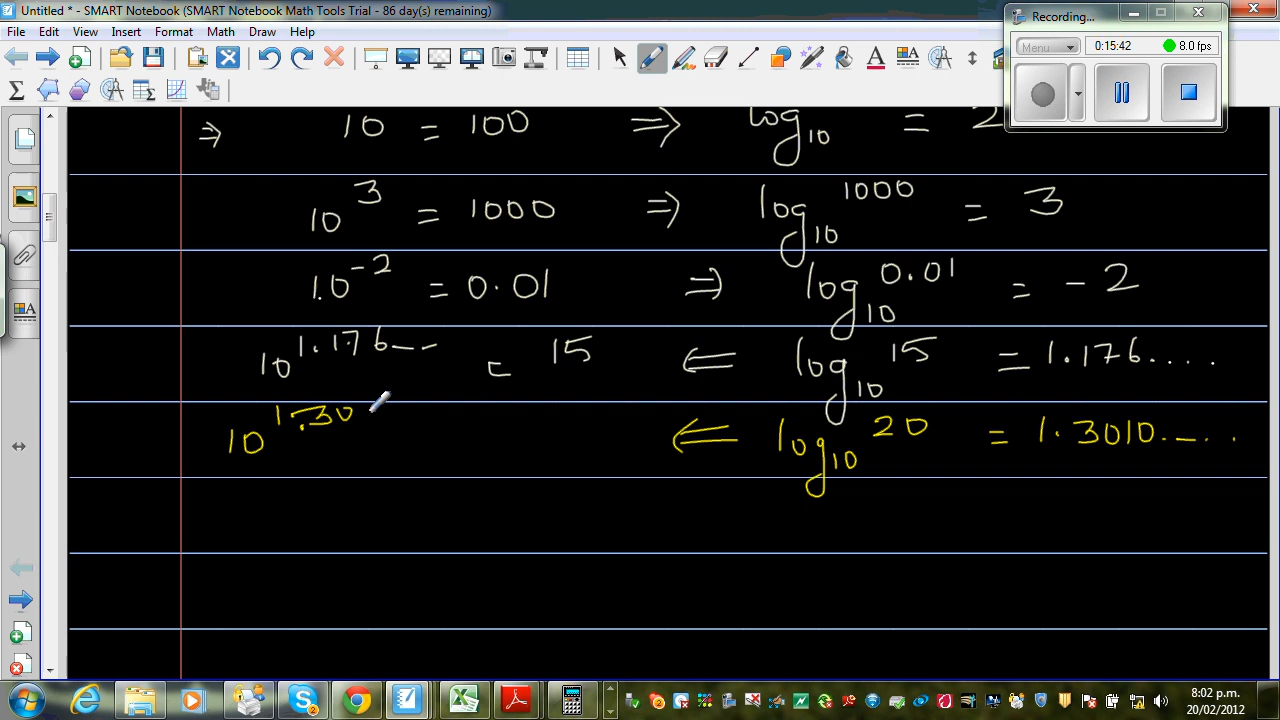 Untitled * - SMART Notebook (SMART Notebook Math Tools Trial - 86 day(s) remaining)
File Edit View Insert Format Math Draw Help
Recording...
Menu 0:15:42 8.0 fps
⇒ 10 = 100 ⇒ log₁₀ = 2
10³ = 1000 ⇒ log₁₀ 1000 = 3
10⁻² = 0.01 ⇒ log₁₀ 0.01 = -2
10^1.176... = 15 ⇐ log₁₀ 15 = 1.176....
10^1.30 ⇐ log₁₀ 20 = 1.3010.....
8:02 p.m.
20/02/2012